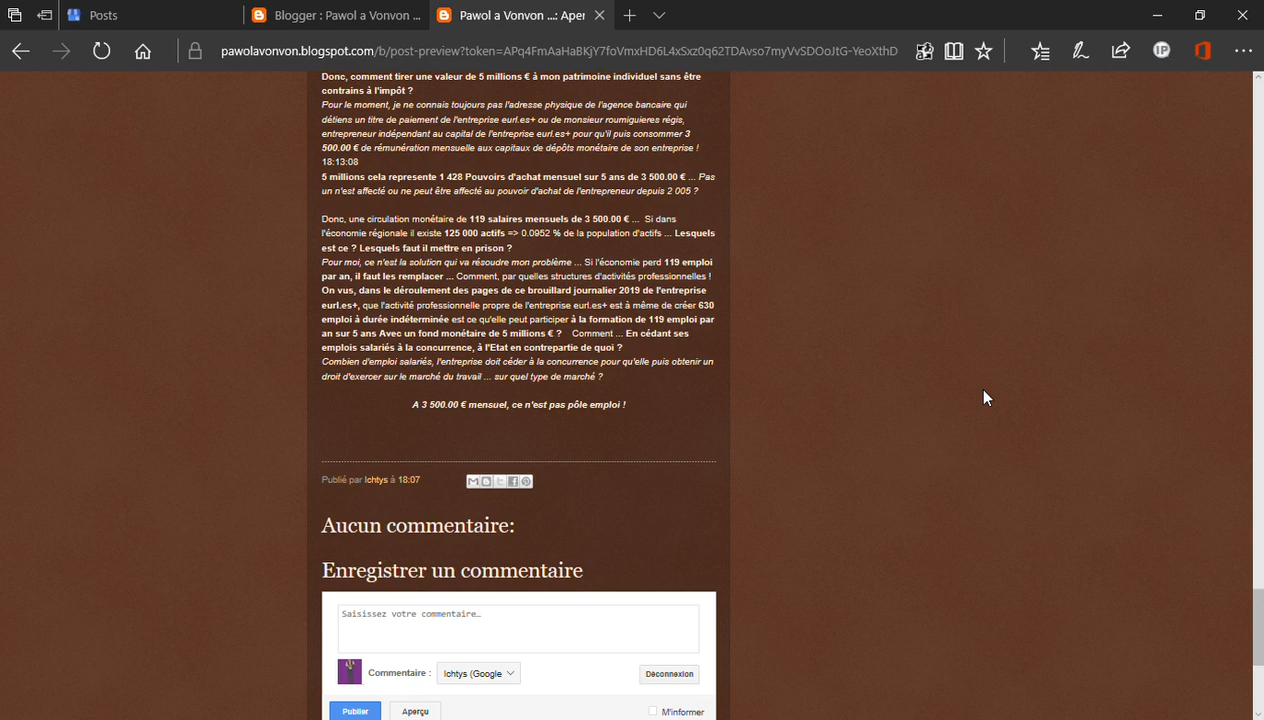 Posts
Blogger : Pawol a Vonvon ...
Pawol a Vonvon ...: Aper
pawolavonvon.blogspot.com/b/post-preview?token=APq4FmAaHaBKjY7foVmxHD6L4xSxz0q62TDAvso7myVvSDOoJtG-YeoXthD
Donc, comment tirer une valeur de 5 millions € à mon patrimoine individuel sans être
contrains à l'impôt ?
Pour le moment, je ne connais toujours pas l'adresse physique de l'agence bancaire qui
détiens un titre de paiement de l'entreprise eurl.es+ ou de monsieur roumiguieres régis,
entrepreneur indépendant au capital de l'entreprise eurl.es+ pour qu'il puis consommer 3
500.00 € de rémunération mensuelle aux capitaux de dépôts monétaire de son entreprise !
18:13:08
5 millions cela represente 1 428 Pouvoirs d'achat mensuel sur 5 ans de 3 500.00 € ... Pas
un n'est affecté ou ne peut être affecté au pouvoir d'achat de l'entrepreneur depuis 2 005 ?
Donc, une circulation monétaire de 119 salaires mensuels de 3 500.00 € ... Si dans
l'économie régionale il existe 125 000 actifs => 0.0952 % de la population d'actifs ... Lesquels
est ce ? Lesquels faut il mettre en prison ?
Pour moi, ce n'est la solution qui va résoudre mon problème ... Si l'économie perd 119 emploi
par an, il faut les remplacer ... Comment, par quelles structures d'activités professionnelles !
On vus, dans le déroulement des pages de ce brouillard journalier 2019 de l'entreprise
eurl.es+, que l'activité professionnelle propre de l'entreprise eurl.es+ est à même de créer 630
emploi à durée indéterminée est ce qu'elle peut participer à la formation de 119 emploi par
an sur 5 ans Avec un fond monétaire de 5 millions € ? Comment ... En cédant ses
emplois salariés à la concurrence, à l'Etat en contrepartie de quoi ?
Combien d'emploi salariés, l'entreprise doit céder à la concurrence pour qu'elle puis obtenir un
droit d'exercer sur le marché du travail ... sur quel type de marché ?
A 3 500.00 € mensuel, ce n'est pas pôle emploi !
Publié par Ichtys à 18:07
Aucun commentaire:
Enregistrer un commentaire
Saisissez votre commentaire…
Commentaire : Ichtys (Google Déconnexion
Publier Aperçu M'informer